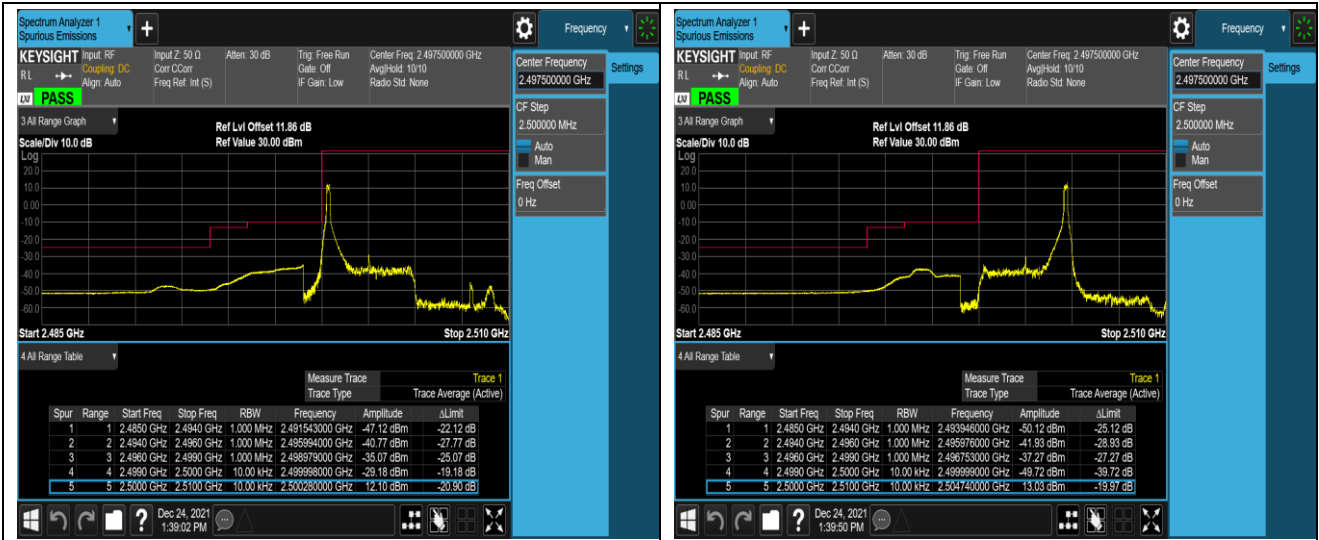 Spectrum Analyzer 1
Spurious Emissions
+
Frequency
KEYSIGHT Input: RF Input Z: 50 Ω Atten: 30 dB Trig: Free Run Center Freq: 2.497500000 GHz
RL Coupling: DC Corr CCorr Gate: Off Avg|Hold: 10/10
Align: Auto Freq Ref: Int (S) IF Gain: Low Radio Std: None
LXI PASS
Center Frequency
2.497500000 GHz
Settings
CF Step
2.500000 MHz
Auto
Man
Freq Offset
0 Hz
3 All Range Graph
Ref Lvl Offset 11.86 dB
Scale/Div 10.0 dB Ref Value 30.00 dBm
Log
20.0
10.0
0.00
-10.0
-20.0
-30.0
-40.0
-50.0
-60.0
Start 2.485 GHz Stop 2.510 GHz
4 All Range Table
Measure Trace Trace 1
Trace Type Trace Average (Active)
Spur Range Start Freq Stop Freq RBW Frequency Amplitude ΔLimit
1 1 2.4850 GHz 2.4940 GHz 1.000 MHz 2.491543000 GHz -47.12 dBm -22.12 dB
2 2 2.4940 GHz 2.4960 GHz 1.000 MHz 2.495994000 GHz -40.77 dBm -27.77 dB
3 3 2.4960 GHz 2.4990 GHz 1.000 MHz 2.498979000 GHz -35.07 dBm -25.07 dB
4 4 2.4990 GHz 2.5000 GHz 10.00 kHz 2.499998000 GHz -29.18 dBm -19.18 dB
5 5 2.5000 GHz 2.5100 GHz 10.00 kHz 2.500280000 GHz 12.10 dBm -20.90 dB
?
Dec 24, 2021
1:39:02 PM
Spectrum Analyzer 1
Spurious Emissions
+
Frequency
KEYSIGHT Input: RF Input Z: 50 Ω Atten: 30 dB Trig: Free Run Center Freq: 2.497500000 GHz
RL Coupling: DC Corr CCorr Gate: Off Avg|Hold: 10/10
Align: Auto Freq Ref: Int (S) IF Gain: Low Radio Std: None
LXI PASS
Center Frequency
2.497500000 GHz
Settings
CF Step
2.500000 MHz
Auto
Man
Freq Offset
0 Hz
3 All Range Graph
Ref Lvl Offset 11.86 dB
Scale/Div 10.0 dB Ref Value 30.00 dBm
Log
20.0
10.0
0.00
-10.0
-20.0
-30.0
-40.0
-50.0
-60.0
Start 2.485 GHz Stop 2.510 GHz
4 All Range Table
Measure Trace Trace 1
Trace Type Trace Average (Active)
Spur Range Start Freq Stop Freq RBW Frequency Amplitude ΔLimit
1 1 2.4850 GHz 2.4940 GHz 1.000 MHz 2.493946000 GHz -50.12 dBm -25.12 dB
2 2 2.4940 GHz 2.4960 GHz 1.000 MHz 2.495976000 GHz -41.93 dBm -28.93 dB
3 3 2.4960 GHz 2.4990 GHz 1.000 MHz 2.496753000 GHz -37.27 dBm -27.27 dB
4 4 2.4990 GHz 2.5000 GHz 10.00 kHz 2.499999000 GHz -49.72 dBm -39.72 dB
5 5 2.5000 GHz 2.5100 GHz 10.00 kHz 2.504740000 GHz 13.03 dBm -19.97 dB
?
Dec 24, 2021
1:39:50 PM